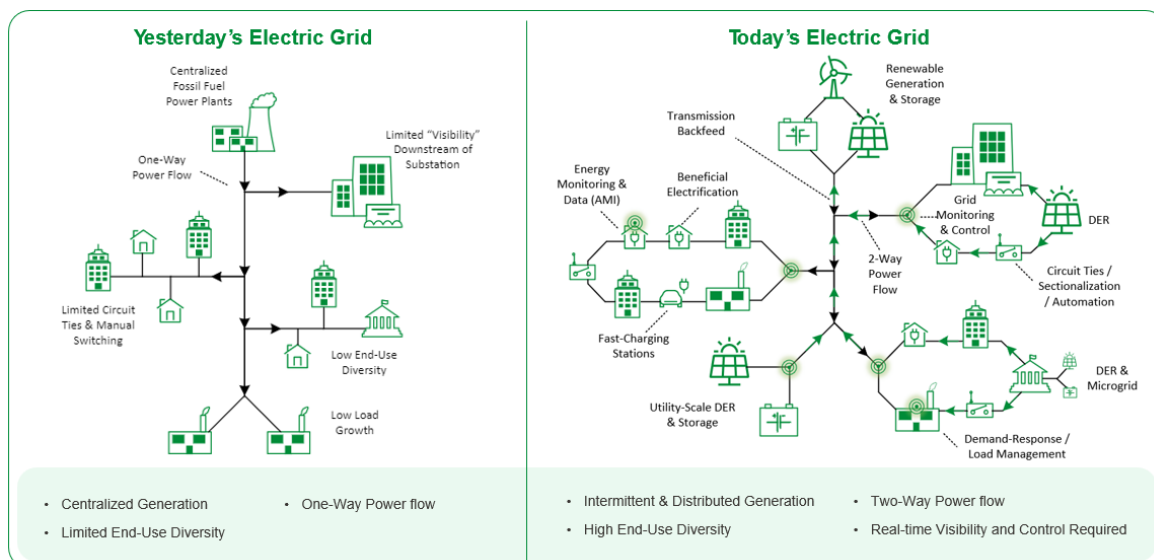 Yesterday's Electric Grid
Centralized
Fossil Fuel
Power Plants
Limited "Visibility"
Downstream of
Substation
One-Way
Power Flow
Limited Circuit
Ties & Manual
Switching
Low End-Use
Diversity
Low Load
Growth
• Centralized Generation
• Limited End-Use Diversity
• One-Way Power flow
Today's Electric Grid
Renewable
Generation
& Storage
Transmission
Backfeed
Energy
Monitoring &
Data (AMI)
Beneficial
Electrification
Grid
Monitoring
& Control
DER
2-Way
Power
Flow
Circuit Ties /
Sectionalization
/ Automation
Fast-Charging
Stations
Utility-Scale DER
& Storage
DER &
Microgrid
Demand-Response /
Load Management
• Intermittent & Distributed Generation
• High End-Use Diversity
• Two-Way Power flow
• Real-time Visibility and Control Required